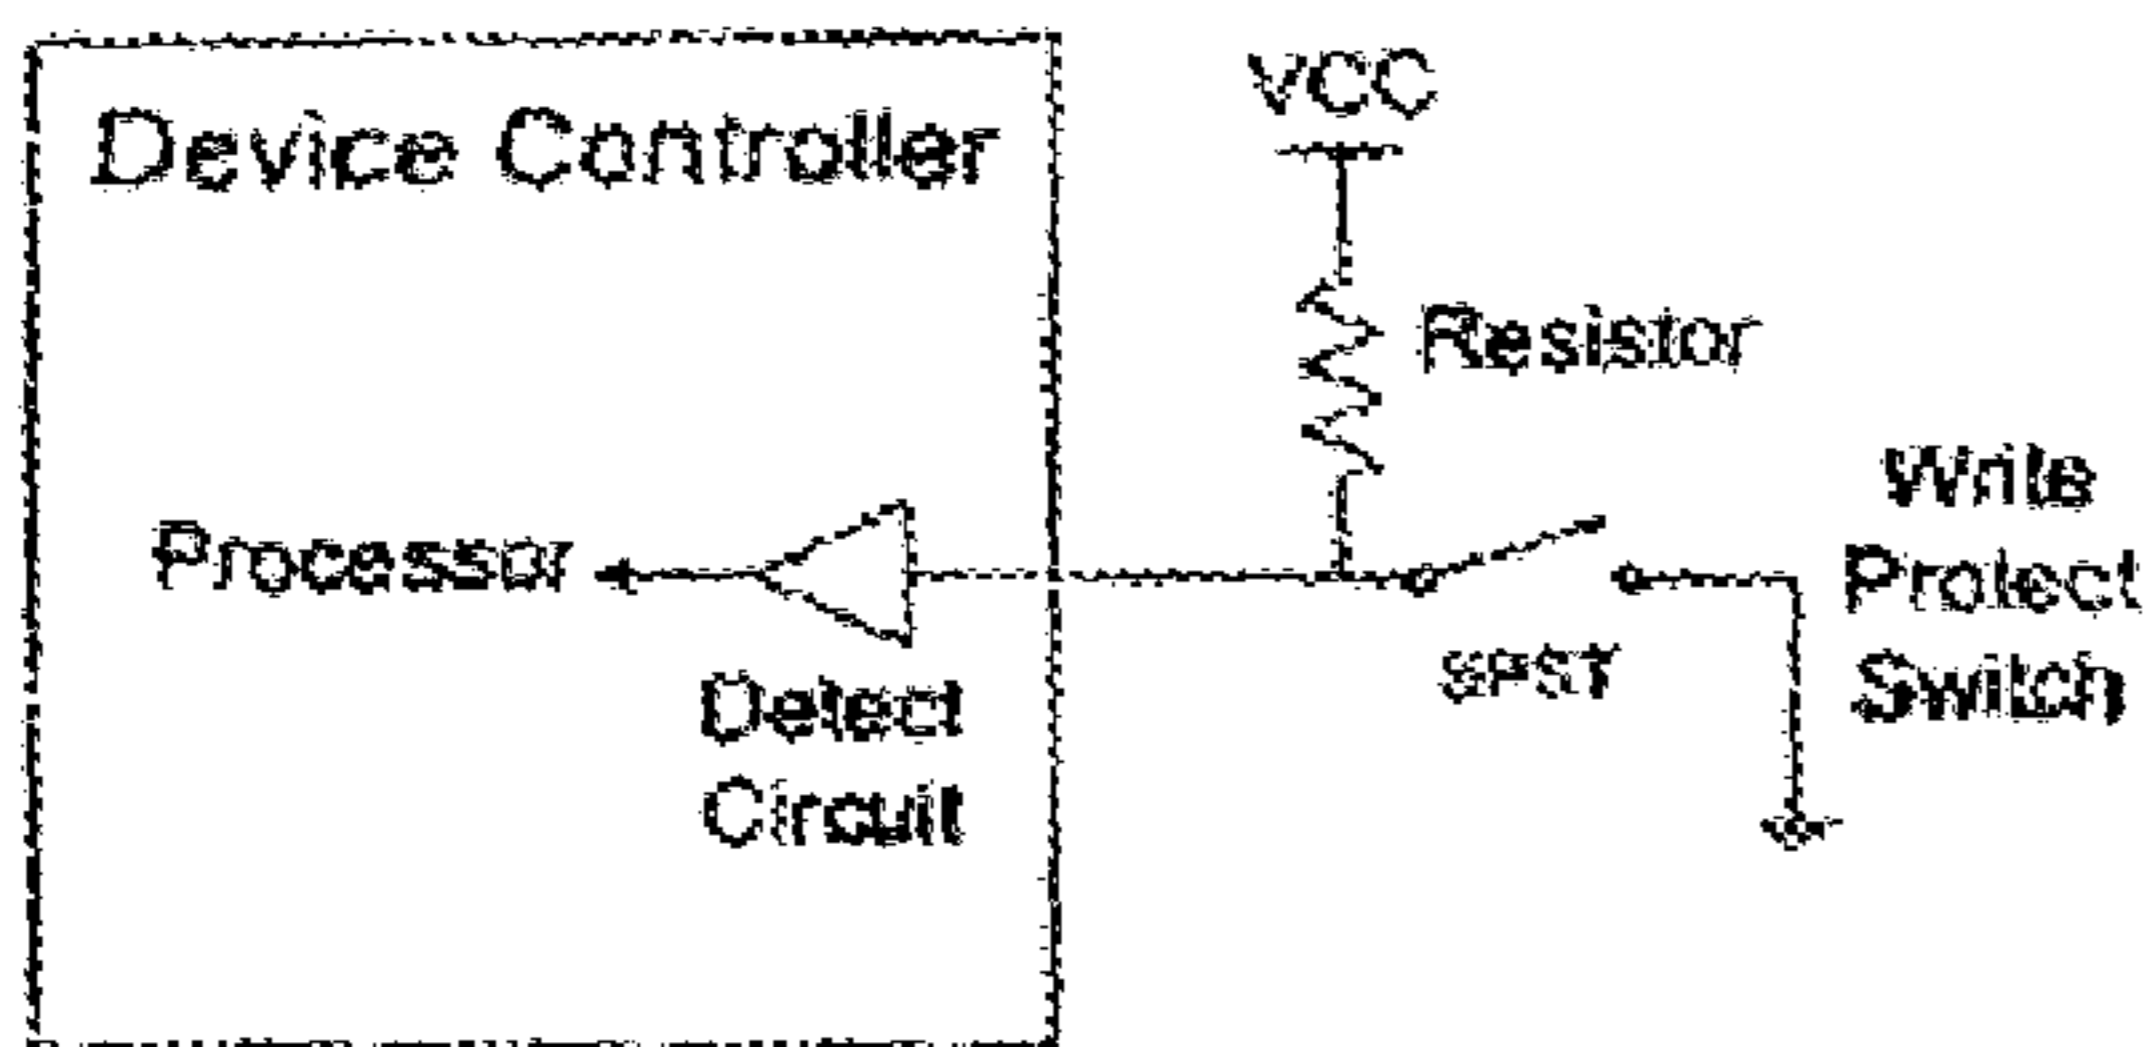 Device Controller
VCC
Resistor
Processor
Detect
Circuit
SPST
Write
Protect
Switch